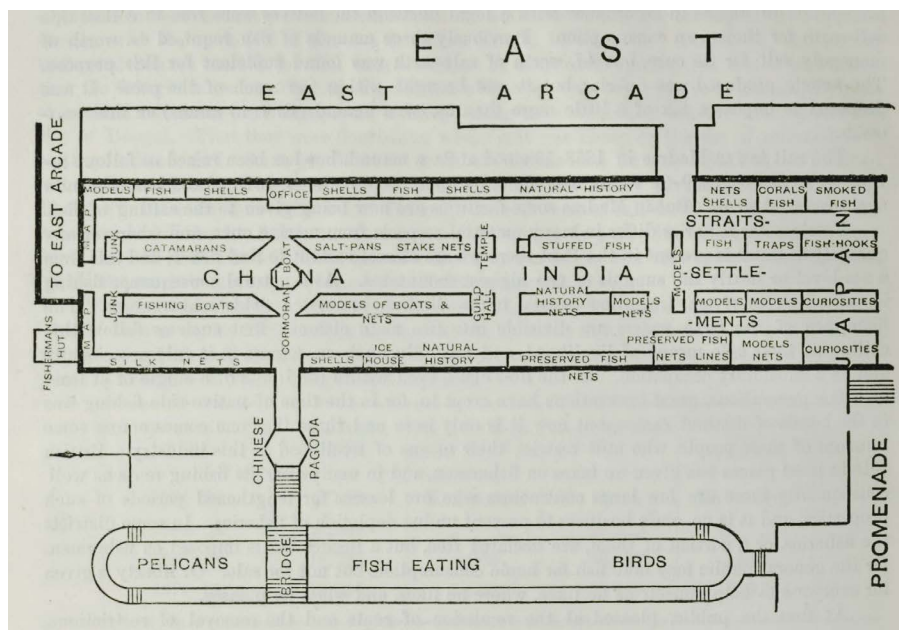 EAST
EAST ARCADE
TO EAST ARCADE
MODELS FISH SHELLS OFFICE SHELLS FISH SHELLS NATURAL-HISTORY
NETS SHELLS CORALS FISH SMOKED FISH
MAP
JUNK
CATAMARANS
SALT-PANS STAKE NETS
TEMPLE
STUFFED FISH
MODELS
STRAITS-
FISH TRAPS FISH-HOOKS
CHINA
CORMORANT BOAT
INDIA
-SETTLE-
JAPAN
MAP
JUNK
FISHING BOATS
MODELS OF BOATS & NETS
GUILD HALL
NATURAL HISTORY NETS
MODELS NETS
MODELS MODELS CURIOSITIES
MENTS
FISHERMANS HUT
SILK NETS
SHELLS ICE HOUSE NATURAL HISTORY PRESERVED FISH
PRESERVED FISH NETS LINES
MODELS NETS
CURIOSITIES
NETS
CHINESE PAGODA
PROMENADE
PELICANS
BRIDGE
FISH EATING BIRDS